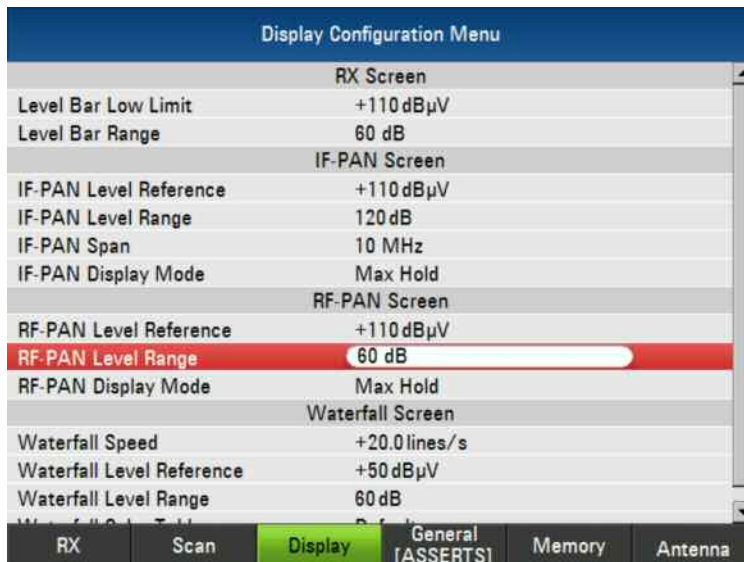 Display Configuration Menu
RX Screen
Level Bar Low Limit +110 dBµV
Level Bar Range 60 dB
IF-PAN Screen
IF-PAN Level Reference +110 dBµV
IF-PAN Level Range 120 dB
IF-PAN Span 10 MHz
IF-PAN Display Mode Max Hold
RF-PAN Screen
RF-PAN Level Reference +110 dBµV
RF-PAN Level Range 60 dB
RF-PAN Display Mode Max Hold
Waterfall Screen
Waterfall Speed +20.0 lines/s
Waterfall Level Reference +50 dBµV
Waterfall Level Range 60 dB
RX Scan Display General [ASSERTS] Memory Antenna